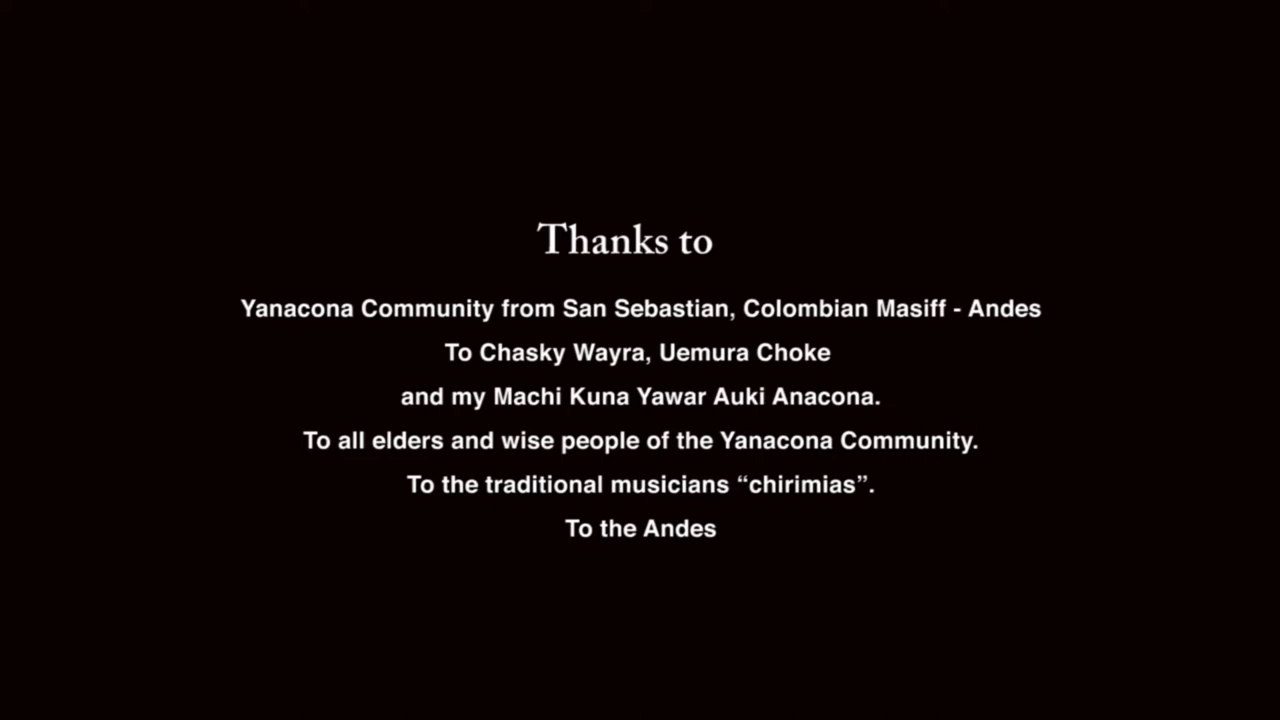 Thanks to
Yanacona Community from San Sebastian, Colombian Masiff - Andes
To Chasky Wayra, Uemura Choke
and my Machi Kuna Yawar Auki Anacona.
To all elders and wise people of the Yanacona Community.
To the traditional musicians “chirimias”.
To the Andes